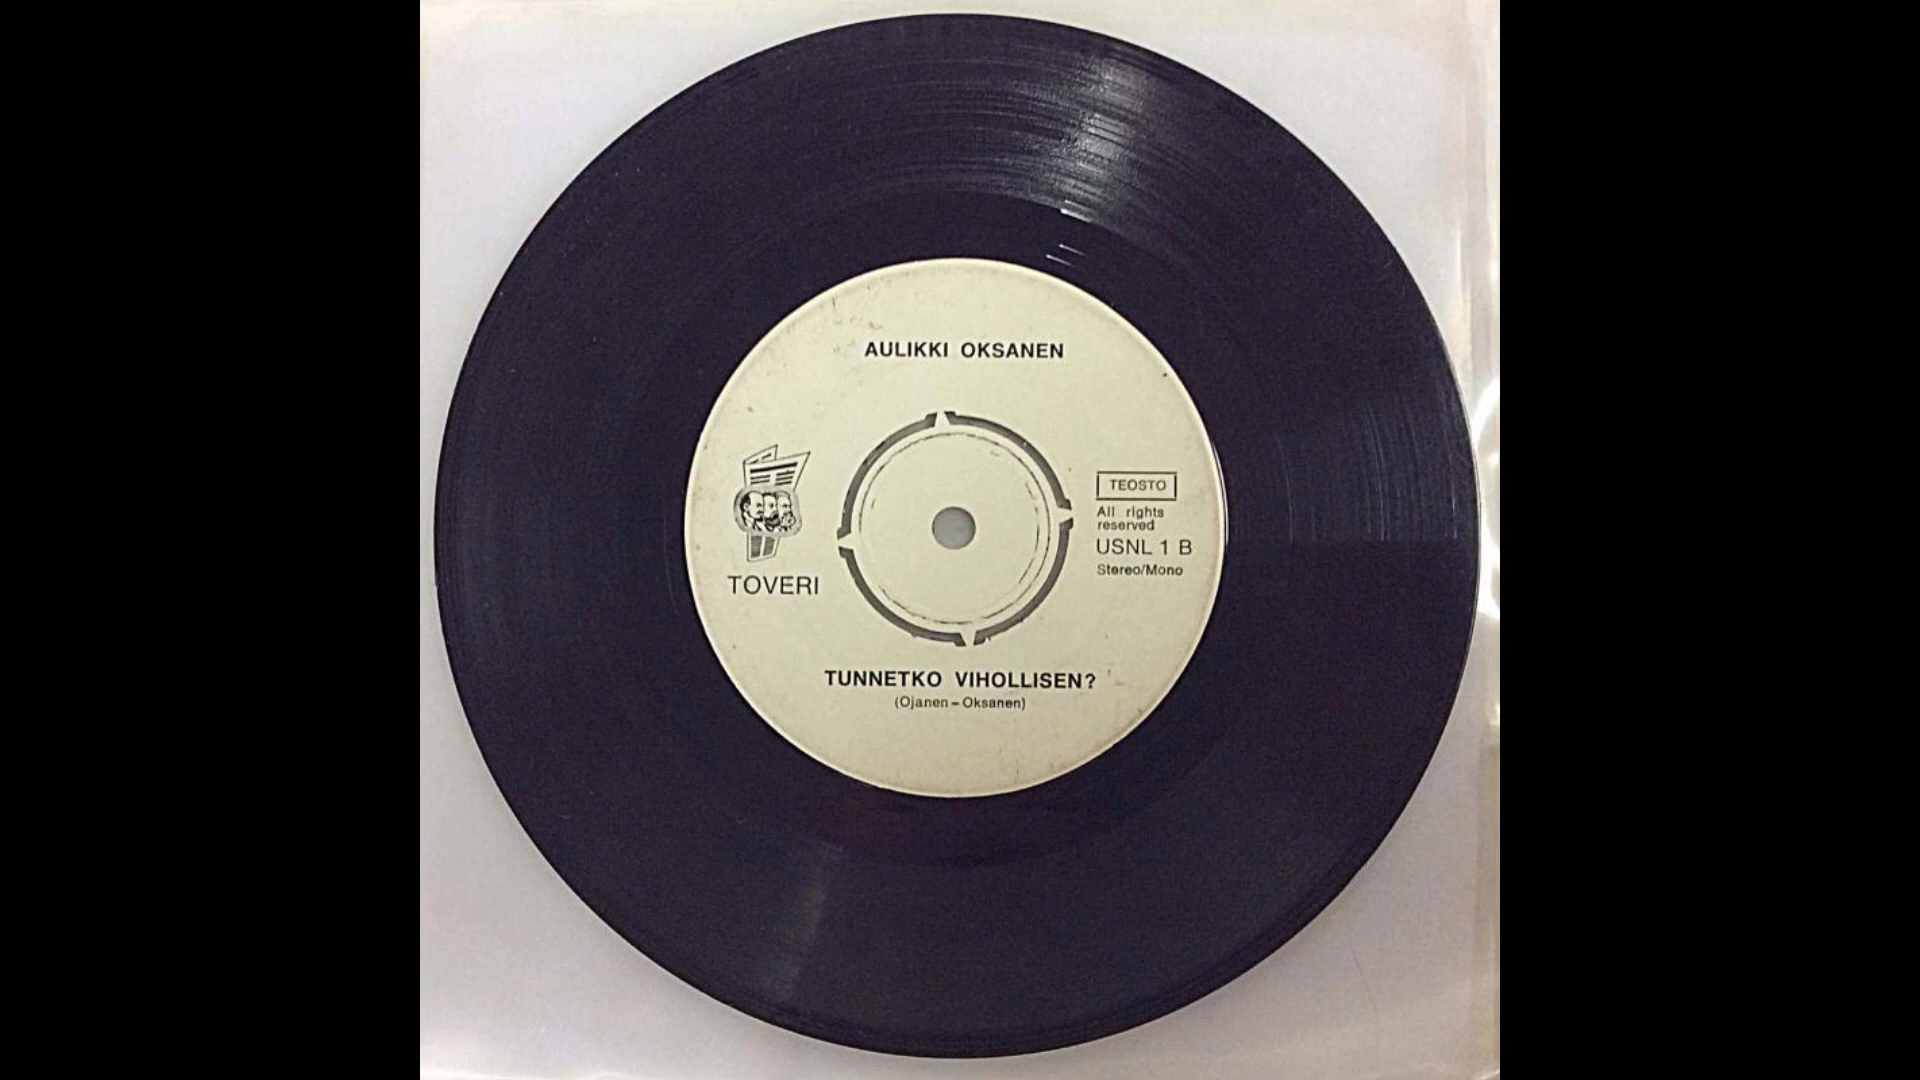 AULIKKI OKSANEN
TEOSTO
All rights
reserved
USNL 1 B
Stereo/Mono
TOVERI
TUNNETKO VIHOLLISEN?
(Ojanen – Oksanen)